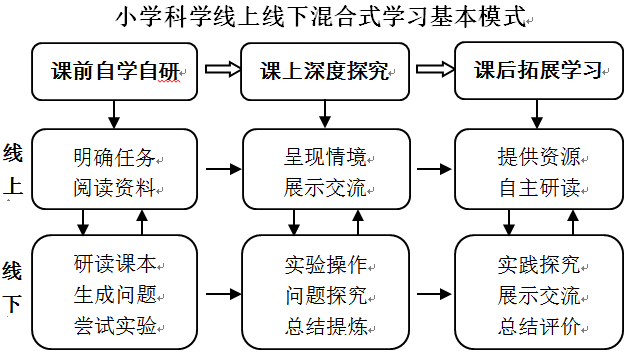 小学科学线上线下混合式学习基本模式
课前自学自研
课上深度探究
课后拓展学习
线上
明确任务
阅读资料
呈现情境
展示交流
提供资源
自主研读
线下
研读课本
生成问题
尝试实验
实验操作
问题探究
总结提炼
实践探究
展示交流
总结评价